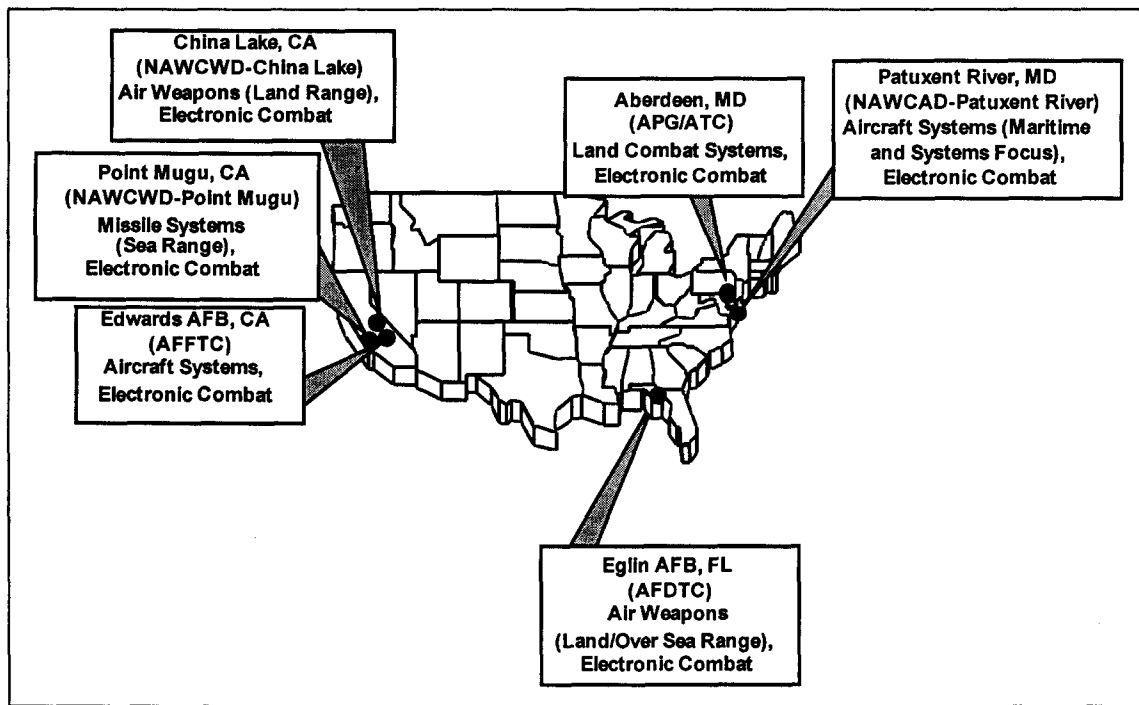 China Lake, CA
(NAWCWD-China Lake)
Air Weapons (Land Range),
Electronic Combat
Point Mugu, CA
(NAWCWD-Point Mugu)
Missile Systems
(Sea Range),
Electronic Combat
Edwards AFB, CA
(AFFTC)
Aircraft Systems,
Electronic Combat
Aberdeen, MD
(APG/ATC)
Land Combat Systems,
Electronic Combat
Patuxent River, MD
(NAWCAD-Patuxent River)
Aircraft Systems (Maritime
and Systems Focus),
Electronic Combat
Eglin AFB, FL
(AFDTC)
Air Weapons
(Land/Over Sea Range),
Electronic Combat